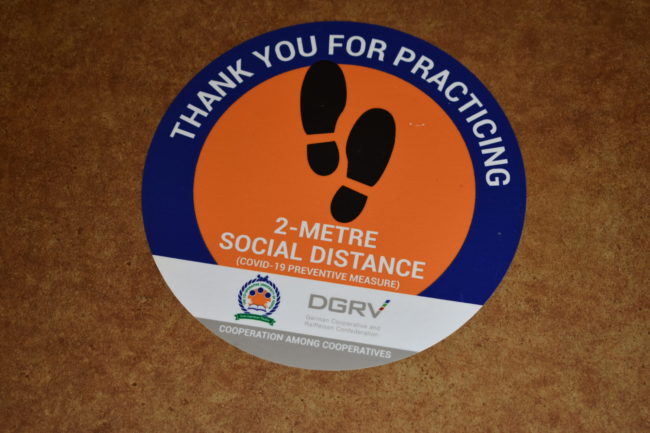 THANK YOU FOR PRACTICING
2-METRE
SOCIAL DISTANCE
(COVID-19 PREVENTIVE MEASURE)
DGRV
German Cooperative and
Raiffeisen Confederation
COOPERATION AMONG COOPERATIVES